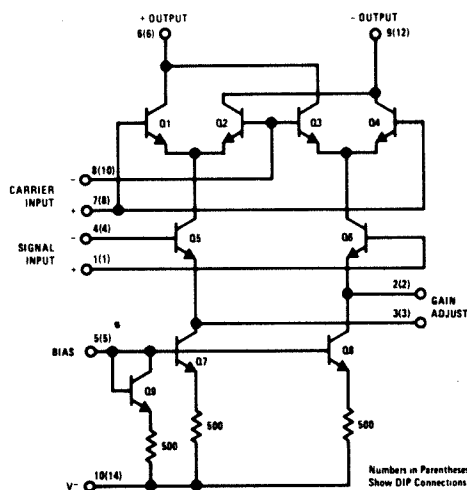 + OUTPUT
6(6)
- OUTPUT
9(12)
Q1
Q2
Q3
Q4
8(10)
-
CARRIER
INPUT
7(8)
+
4(4)
-
SIGNAL
INPUT
1(1)
+
Q5
Q6
2(2)
GAIN
ADJUST
3(3)
5(5)
BIAS
Q7
Q8
Q9
500
500
500
10(14)
V-
Numbers in Parentheses
Show DIP Connections